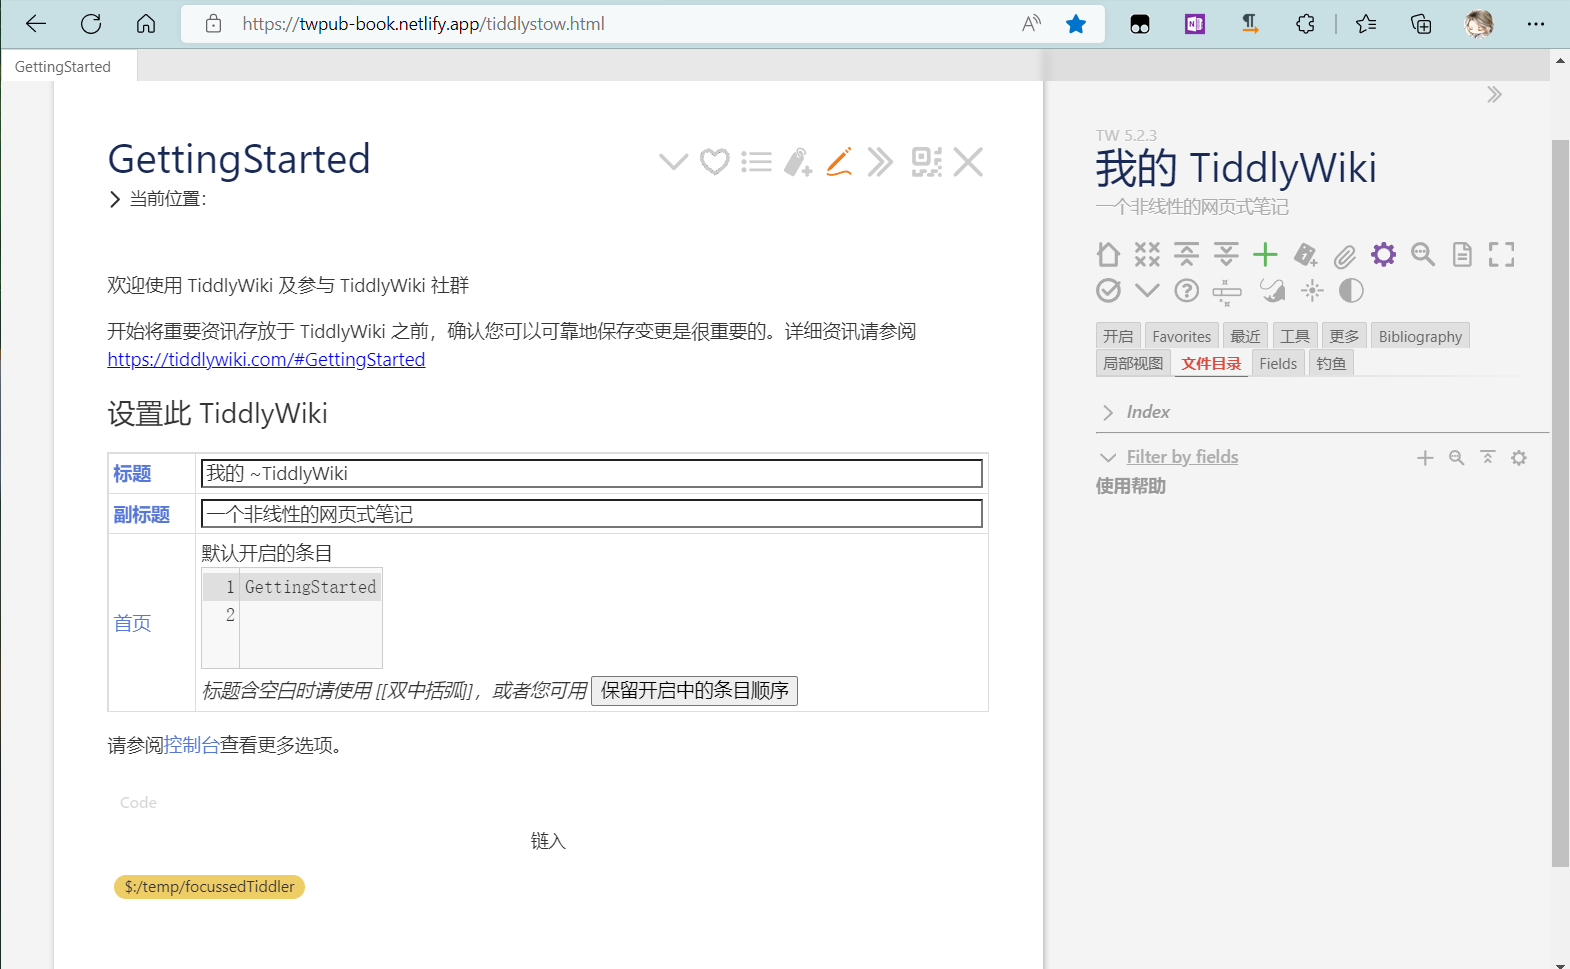 https://twpub-book.netlify.app/tiddlystow.html
GettingStarted
GettingStarted
当前位置：
欢迎使用 TiddlyWiki 及参与 TiddlyWiki 社群
开始将重要资讯存放于 TiddlyWiki 之前，确认您可以可靠地保存变更是很重要的。详细资讯请参阅
https://tiddlywiki.com/#GettingStarted
设置此 TiddlyWiki
标题 我的 ~TiddlyWiki
副标题 一个非线性的网页式笔记
首页
默认开启的条目
1 GettingStarted
2
标题含空白时请使用 [[双中括弧]]，或者您可用 保留开启中的条目顺序
请参阅控制台查看更多选项。
Code
链入
$:/temp/focussedTiddler
TW 5.2.3
我的 TiddlyWiki
一个非线性的网页式笔记
开启 Favorites 最近 工具 更多 Bibliography
局部视图 文件目录 Fields 钓鱼
Index
Filter by fields
使用帮助